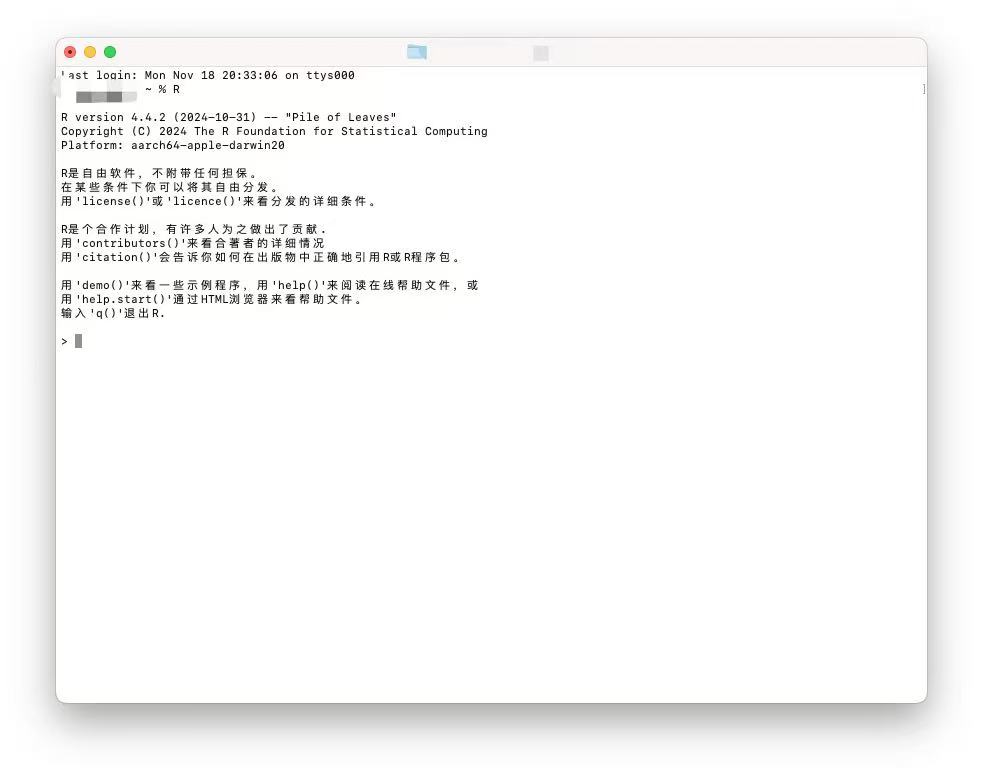 Last login: Mon Nov 18 20:33:06 on ttys000
~ % R
R version 4.4.2 (2024-10-31) -- "Pile of Leaves"
Copyright (C) 2024 The R Foundation for Statistical Computing
Platform: aarch64-apple-darwin20
R是自由软件，不附带任何担保。
在某些条件下你可以将其自由分发。
用'license()'或'licence()'来看分发的详细条件。
R是个合作计划，有许多人为之做出了贡献.
用'contributors()'来看合著者的详细情况
用'citation()'会告诉你如何在出版物中正确地引用R或R程序包。
用'demo()'来看一些示例程序，用'help()'来阅读在线帮助文件，或
用'help.start()'通过HTML浏览器来看帮助文件。
输入'q()'退出R.
>